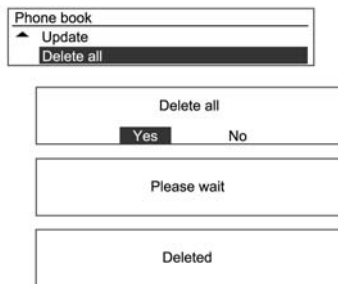 Phone book
Update
Delete all
Delete all
Yes No
Please wait
Deleted